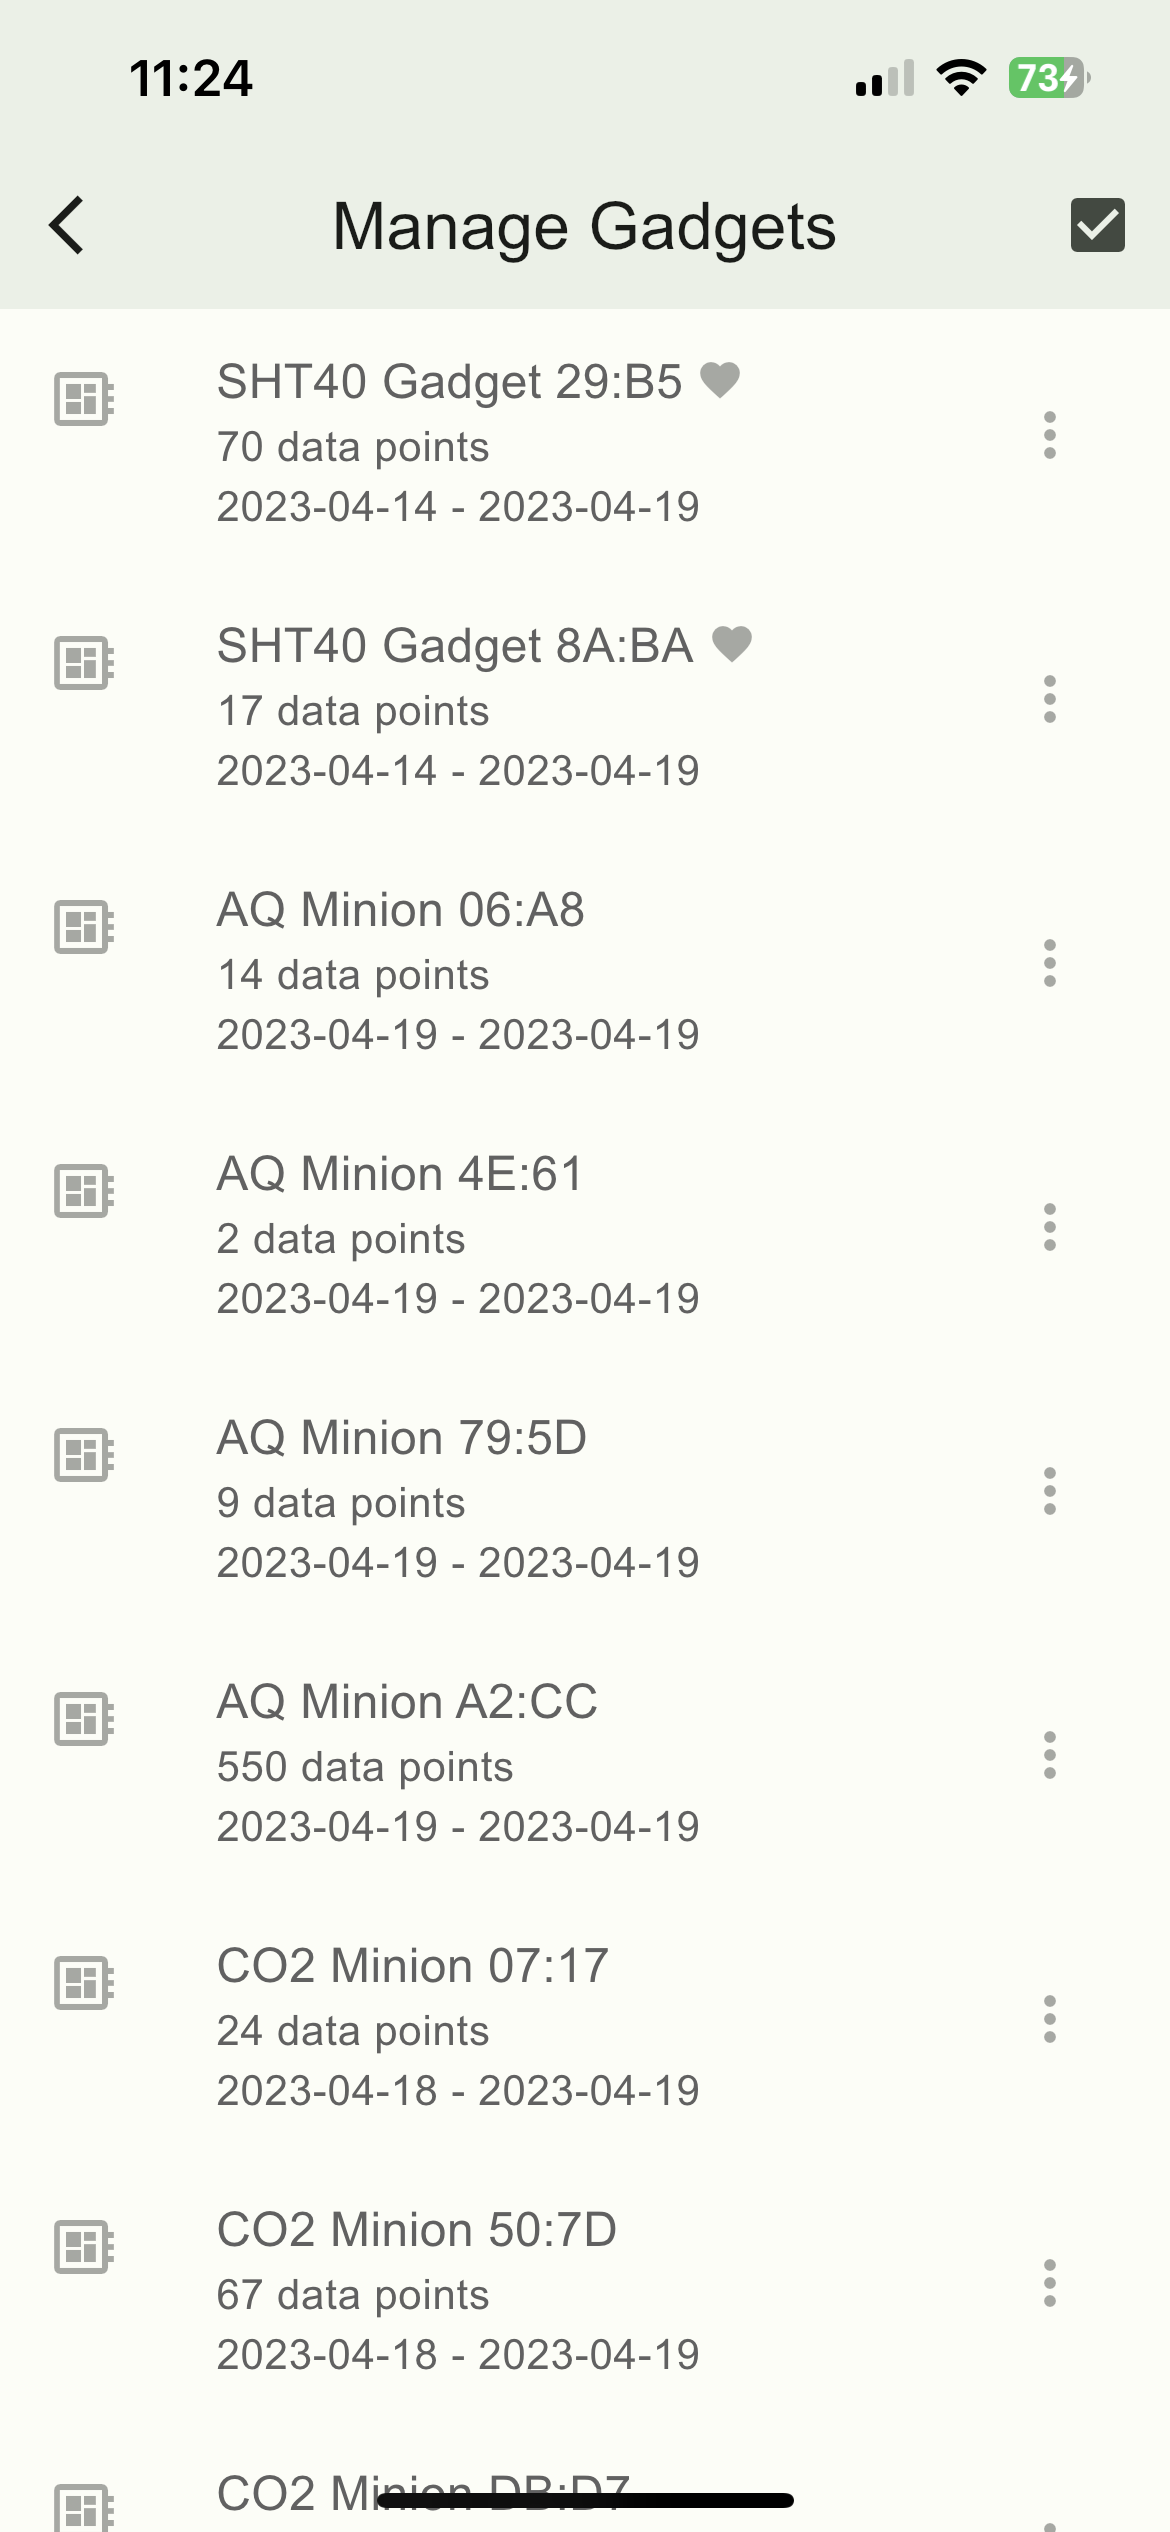 11:24
73
Manage Gadgets
SHT40 Gadget 29:B5
70 data points
2023-04-14 - 2023-04-19
SHT40 Gadget 8A:BA
17 data points
2023-04-14 - 2023-04-19
AQ Minion 06:A8
14 data points
2023-04-19 - 2023-04-19
AQ Minion 4E:61
2 data points
2023-04-19 - 2023-04-19
AQ Minion 79:5D
9 data points
2023-04-19 - 2023-04-19
AQ Minion A2:CC
550 data points
2023-04-19 - 2023-04-19
CO2 Minion 07:17
24 data points
2023-04-18 - 2023-04-19
CO2 Minion 50:7D
67 data points
2023-04-18 - 2023-04-19
CO2 Minion DB:D7